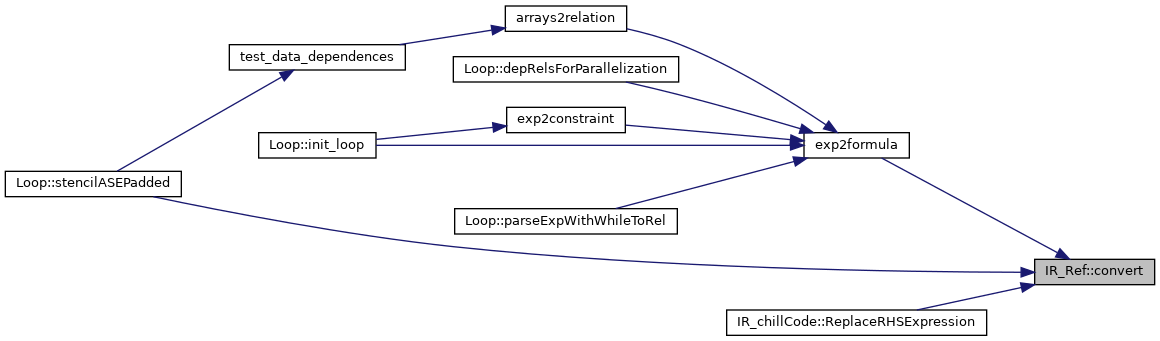 arrays2relation
test_data_dependences
Loop::depRelsForParallelization
exp2constraint
Loop::init_loop
exp2formula
Loop::stencilASEPadded
Loop::parseExpWithWhileToRel
IR_Ref::convert
IR_chillCode::ReplaceRHSExpression